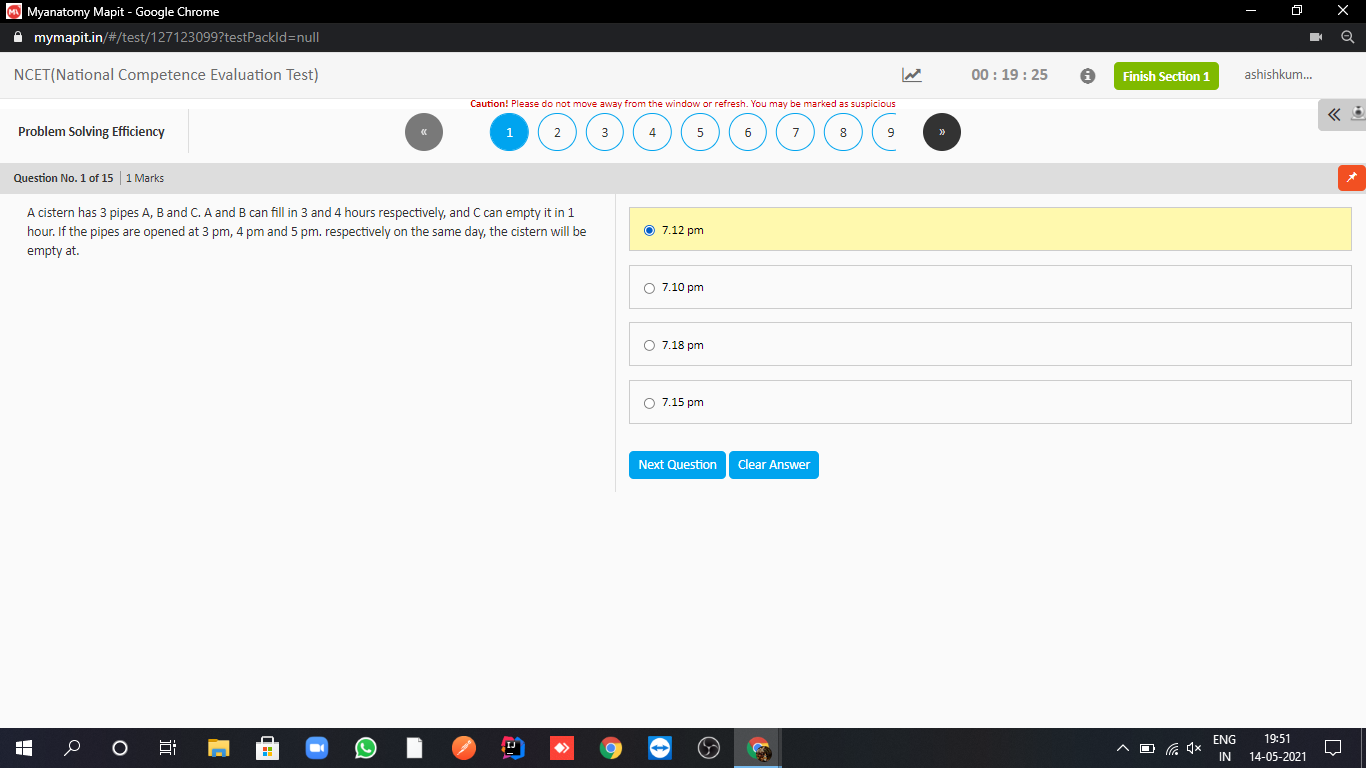 Myanatomy Mapit - Google Chrome
mymapit.in/#/test/127123099?testPackId=null
NCET(National Competence Evaluation Test)
00 : 19 : 25
Finish Section 1
ashishkum...
Caution! Please do not move away from the window or refresh. You may be marked as suspicious
Problem Solving Efficiency
« 1 2 3 4 5 6 7 8 9 »
Question No. 1 of 15 | 1 Marks
A cistern has 3 pipes A, B and C. A and B can fill in 3 and 4 hours respectively, and C can empty it in 1
hour. If the pipes are opened at 3 pm, 4 pm and 5 pm. respectively on the same day, the cistern will be
empty at.
7.12 pm
7.10 pm
7.18 pm
7.15 pm
Next Question
Clear Answer
ENG
IN
19:51
14-05-2021